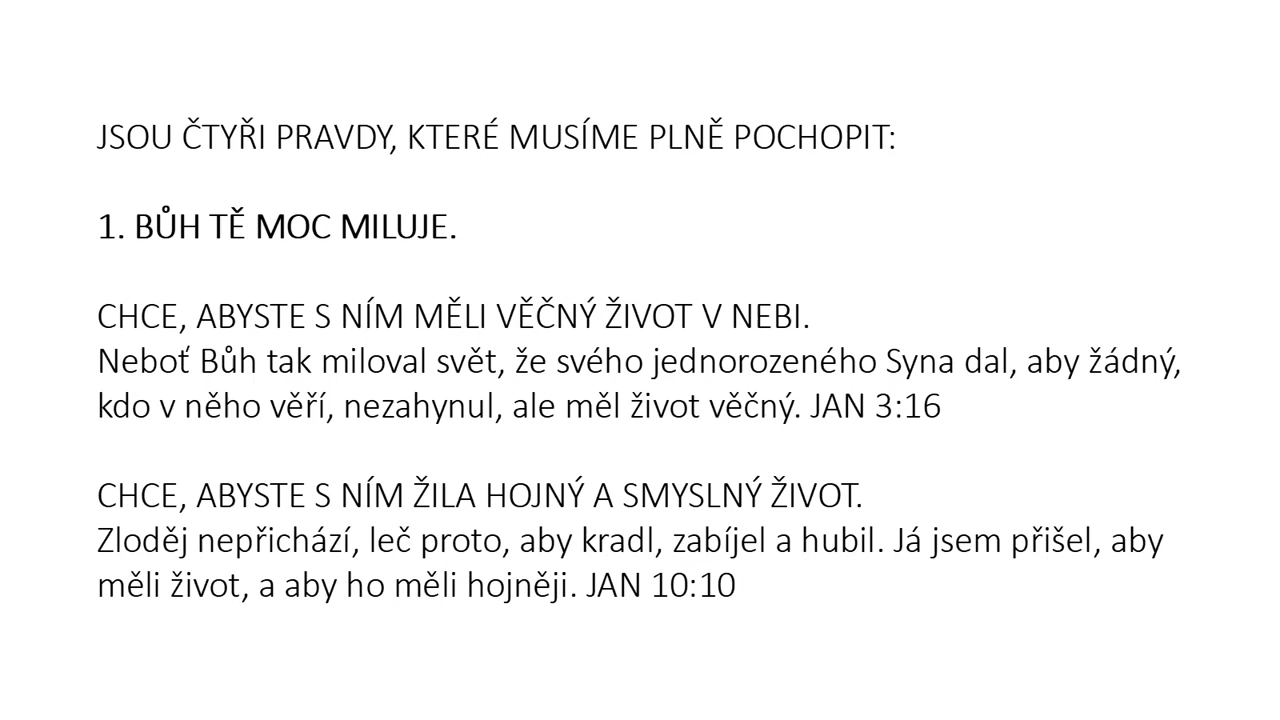 JSOU ČTYŘI PRAVDY, KTERÉ MUSÍME PLNĚ POCHOPIT:
1. BŮH TĚ MOC MILUJE.
CHCE, ABYSTE S NÍM MĚLI VĚČNÝ ŽIVOT V NEBI.
Neboť Bůh tak miloval svět, že svého jednorozeného Syna dal, aby žádný,
kdo v něho věří, nezahynul, ale měl život věčný. JAN 3:16
CHCE, ABYSTE S NÍM ŽILA HOJNÝ A SMYSLNÝ ŽIVOT.
Zloděj nepřichází, leč proto, aby kradl, zabíjel a hubil. Já jsem přišel, aby
měli život, a aby ho měli hojněji. JAN 10:10